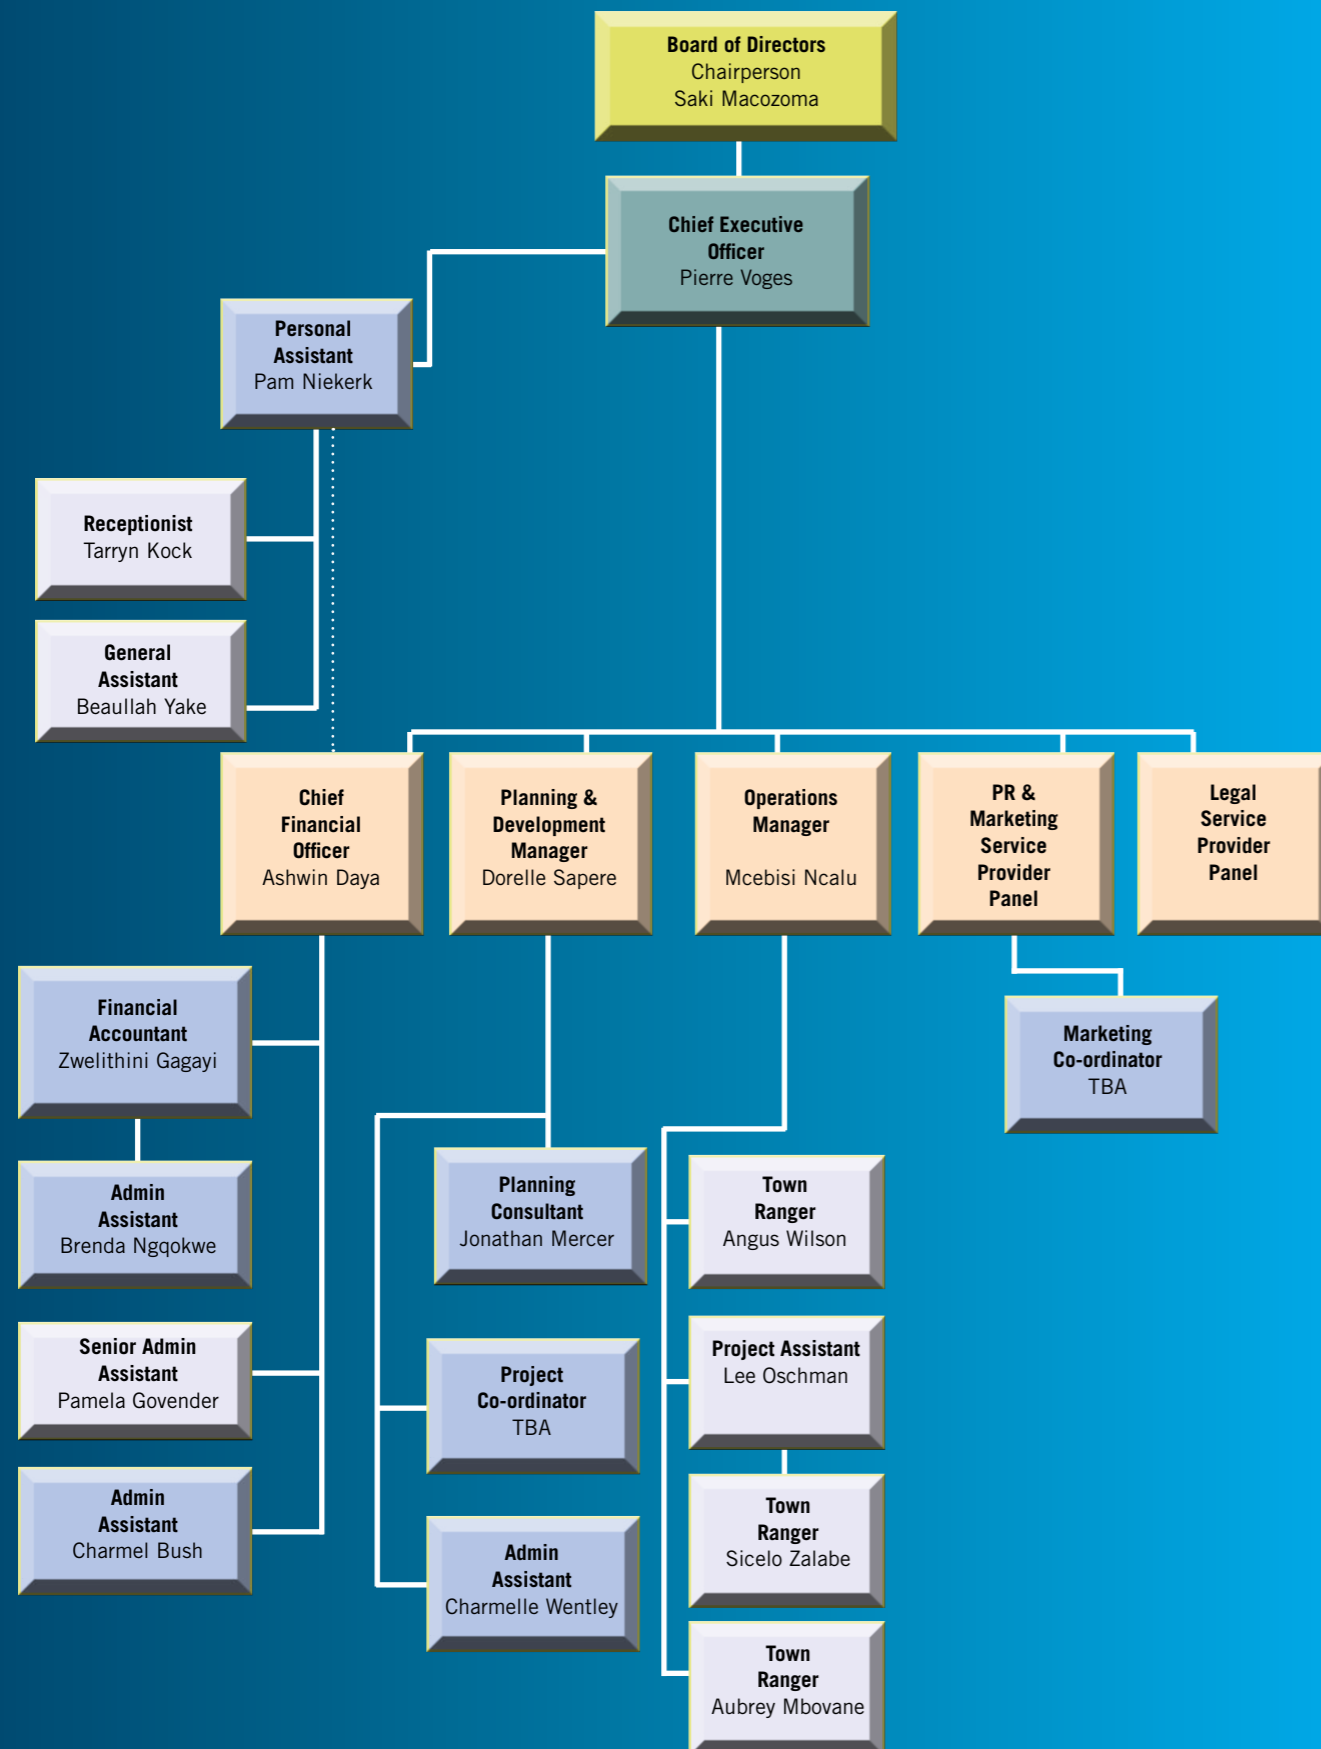 Board of Directors
Chairperson
Saki Macozoma
Chief Executive
Officer
Pierre Voges
Personal
Assistant
Pam Niekerk
Receptionist
Tarryn Kock
General
Assistant
Beaullah Yake
Chief
Financial
Officer
Ashwin Daya
Planning &
Development
Manager
Dorelle Sapere
Operations
Manager
Mcebisi Ncalu
PR &
Marketing
Service
Provider
Panel
Legal
Service
Provider
Panel
Financial
Accountant
Zwelithini Gagayi
Admin
Assistant
Brenda Ngqokwe
Senior Admin
Assistant
Pamela Govender
Admin
Assistant
Charmel Bush
Planning
Consultant
Jonathan Mercer
Project
Co-ordinator
TBA
Admin
Assistant
Charmelle Wentley
Town
Ranger
Angus Wilson
Project Assistant
Lee Oschman
Town
Ranger
Sicelo Zalabe
Town
Ranger
Aubrey Mbovane
Marketing
Co-ordinator
TBA